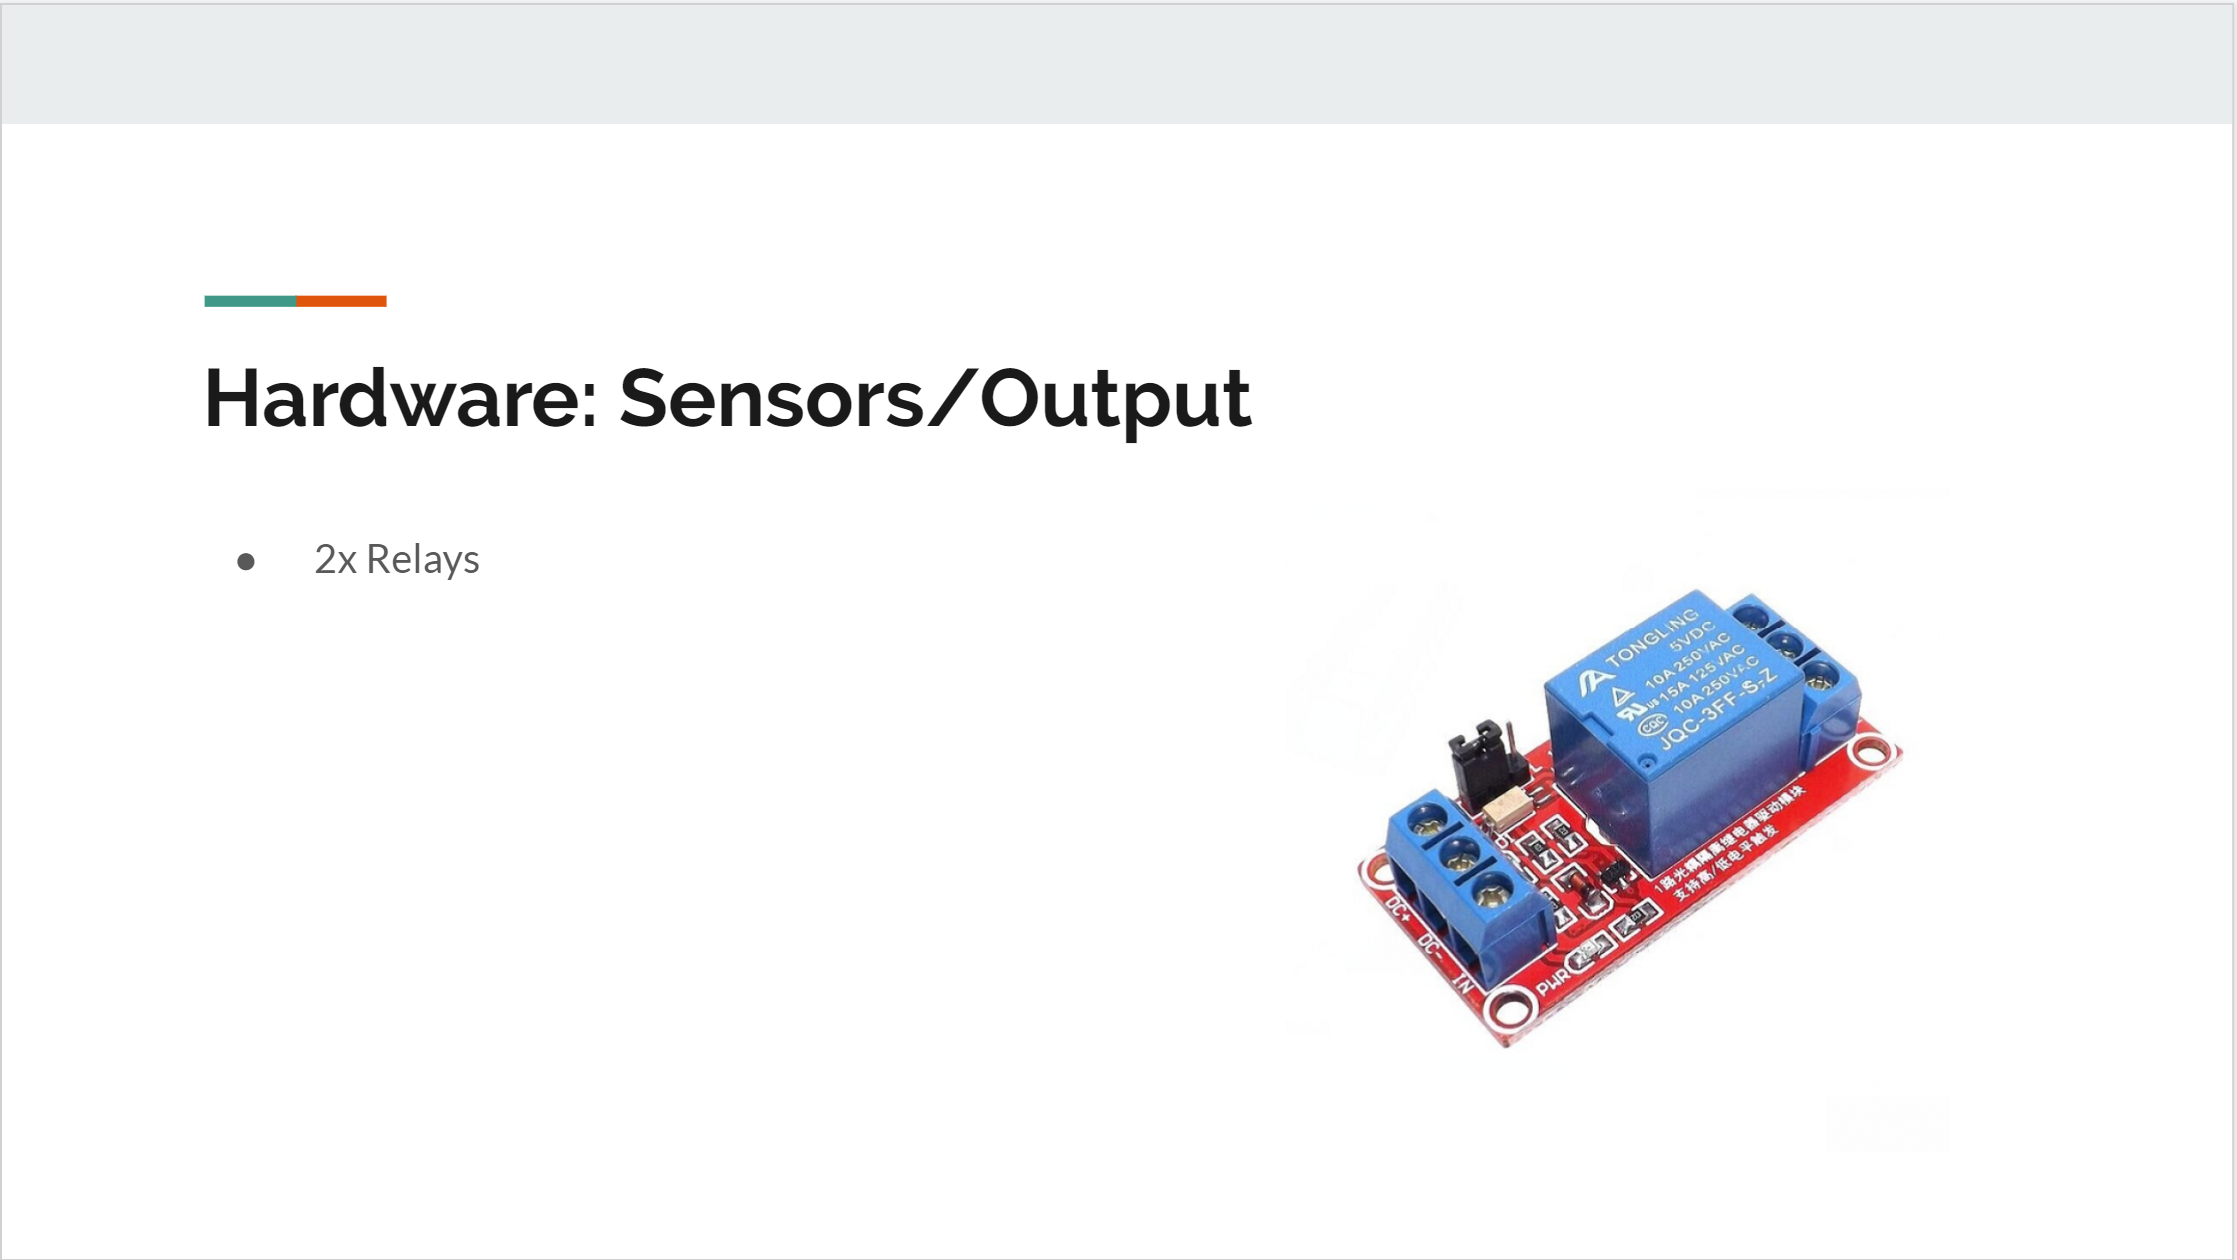 Hardware: Sensors/Output
● 2x Relays
TONGLING
5VDC
10A 250VAC
15A 125VAC
10A 250VAC
JQC-3FF-S-Z
CQC
us
1路光耦隔离继电器驱动模块
支持高/低电平触发
DC+
DC-
IN
PWR